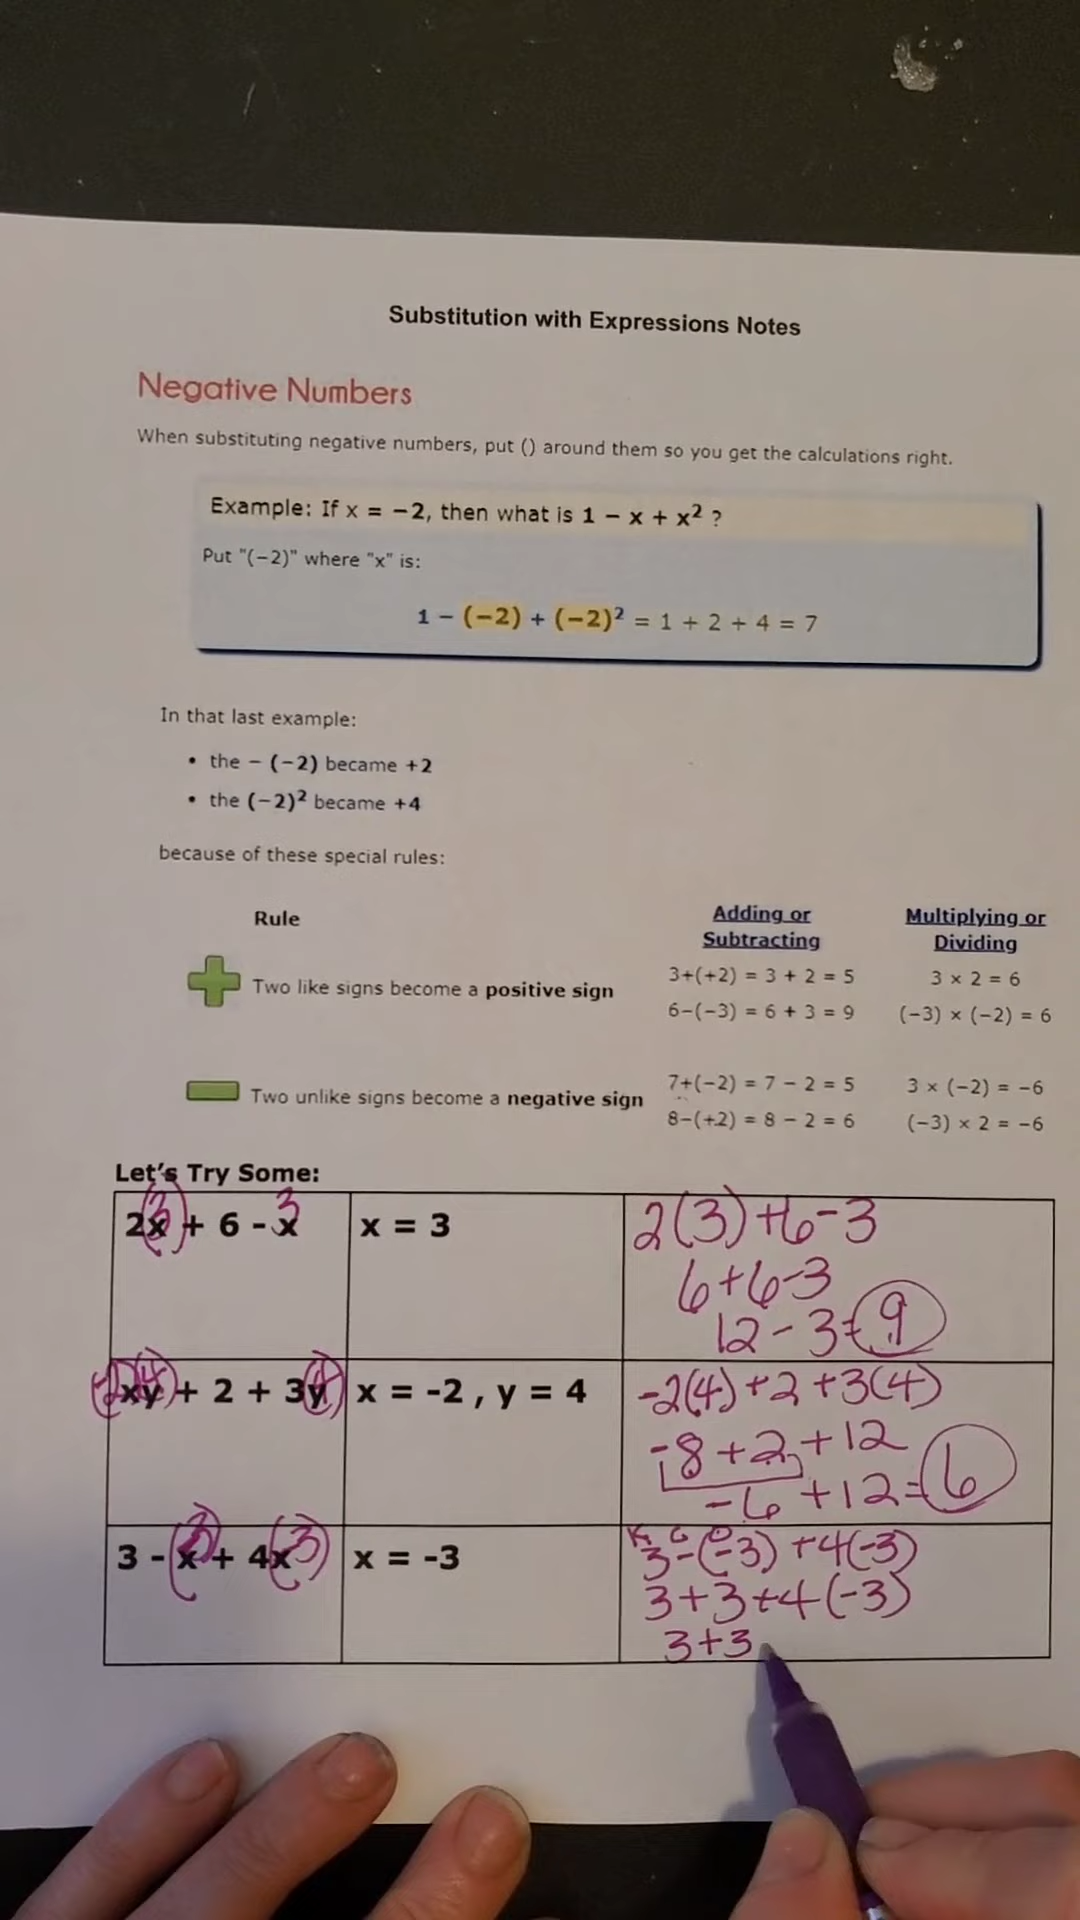 Substitution with Expressions Notes
Negative Numbers
When substituting negative numbers, put () around them so you get the calculations right.
Example: If x = −2, then what is 1 − x + x² ?
Put "(−2)" where "x" is:
1 − (−2) + (−2)² = 1 + 2 + 4 = 7
In that last example:
• the − (−2) became +2
• the (−2)² became +4
because of these special rules:
Rule
Adding or Subtracting
Multiplying or Dividing
Two like signs become a positive sign
3+(+2) = 3 + 2 = 5
3 × 2 = 6
6−(−3) = 6 + 3 = 9
(−3) × (−2) = 6
Two unlike signs become a negative sign
7+(−2) = 7 − 2 = 5
3 × (−2) = −6
8−(+2) = 8 − 2 = 6
(−3) × 2 = −6
Let's Try Some:
(3) 3
2x + 6 - x
x = 3
2(3)+6-3
6+6-3
12-3=9
(-2)(4) (4)
xy + 2 + 3y
x = -2 , y = 4
-2(4)+2+3(4)
-8+2+12
-6+12=6
3 - x + 4x
x = -3
K C O
3-(-3)+4(-3)
3+3+4(-3)
3+3